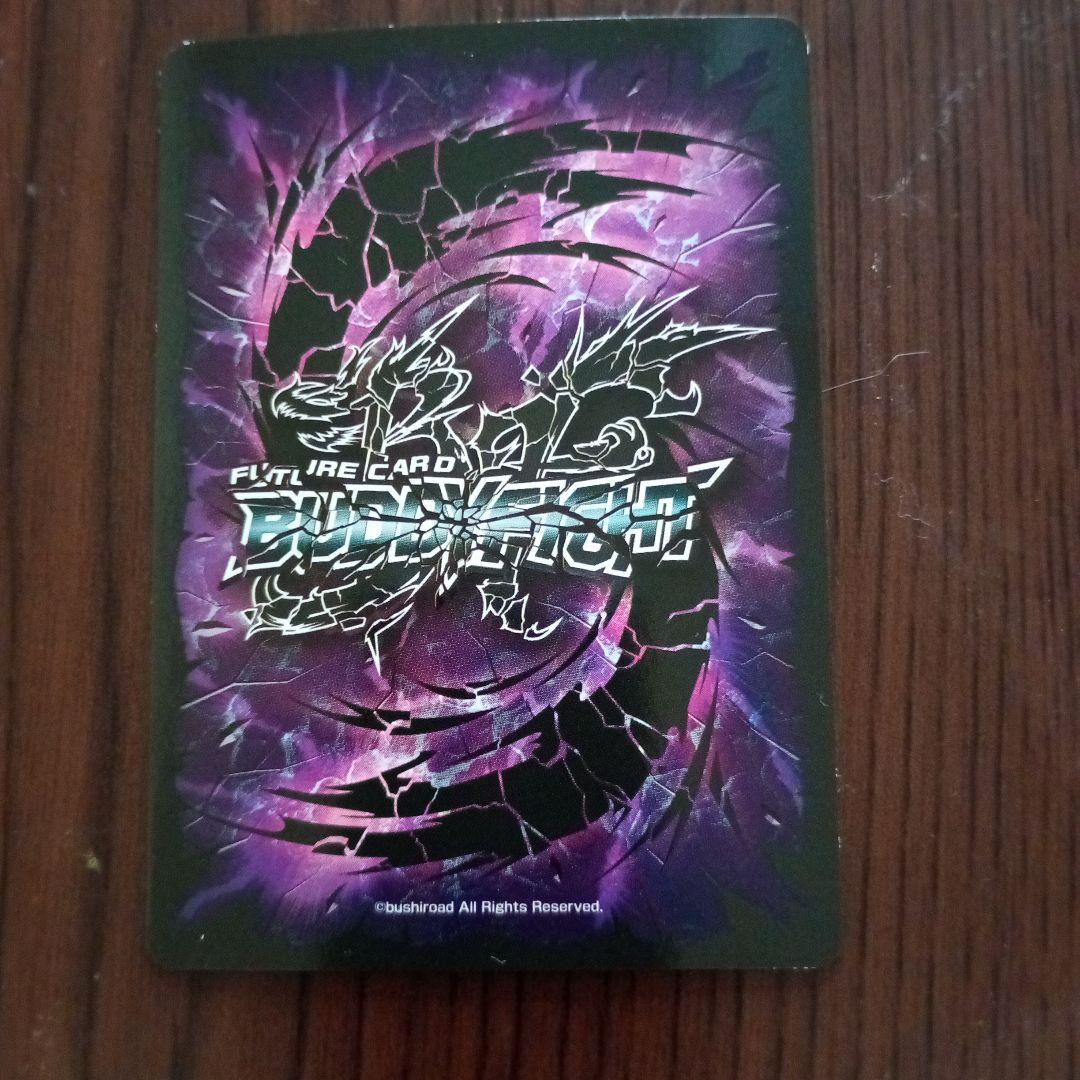 FUTURE CARD
BUDDYFIGHT
©bushiroad All Rights Reserved.